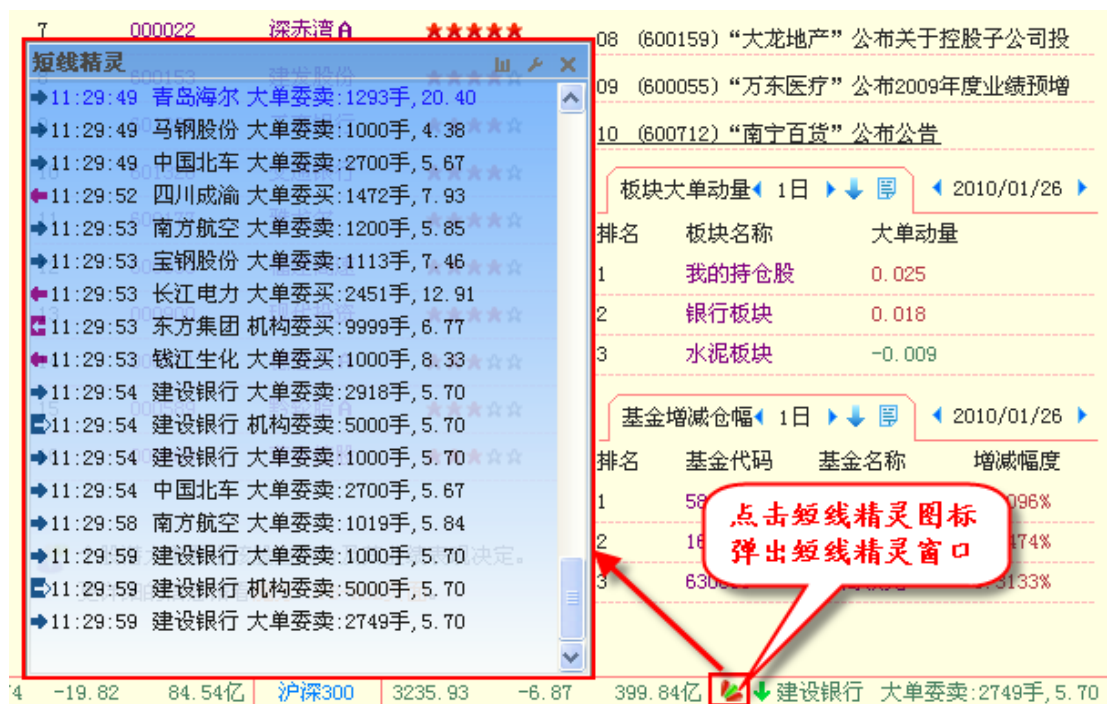 7 000022 深赤湾A ★★★★★
短线精灵
11:29:49 青岛海尔 大单委卖:1293手,20.40
11:29:49 马钢股份 大单委卖:1000手,4.38
11:29:49 中国北车 大单委卖:2700手,5.67
11:29:52 四川成渝 大单委买:1472手,7.93
11:29:53 南方航空 大单委卖:1200手,5.85
11:29:53 宝钢股份 大单委卖:1113手,7.46
11:29:53 长江电力 大单委买:2451手,12.91
11:29:53 东方集团 机构委买:9999手,6.77
11:29:53 钱江生化 大单委买:1000手,8.33
11:29:54 建设银行 大单委卖:2918手,5.70
11:29:54 建设银行 机构委卖:5000手,5.70
11:29:54 建设银行 大单委卖:1000手,5.70
11:29:54 中国北车 大单委卖:2700手,5.67
11:29:58 南方航空 大单委卖:1019手,5.84
11:29:59 建设银行 大单委卖:1000手,5.70
11:29:59 建设银行 机构委卖:5000手,5.70
11:29:59 建设银行 大单委卖:2749手,5.70
08 (600159)“大龙地产”公布关于控股子公司投
09 (600055)“万东医疗”公布2009年度业绩预增
10 (600712)“南宁百货”公布公告
板块大单动量 1日 2010/01/26
排名 板块名称 大单动量
1 我的持仓股 0.025
2 银行板块 0.018
3 水泥板块 -0.009
基金增减仓幅 1日 2010/01/26
排名 基金代码 基金名称 增减幅度
1
2
3
点击短线精灵图标
弹出短线精灵窗口
-19.82 84.54亿 沪深300 3235.93 -6.87 399.84亿 建设银行 大单委卖:2749手,5.70